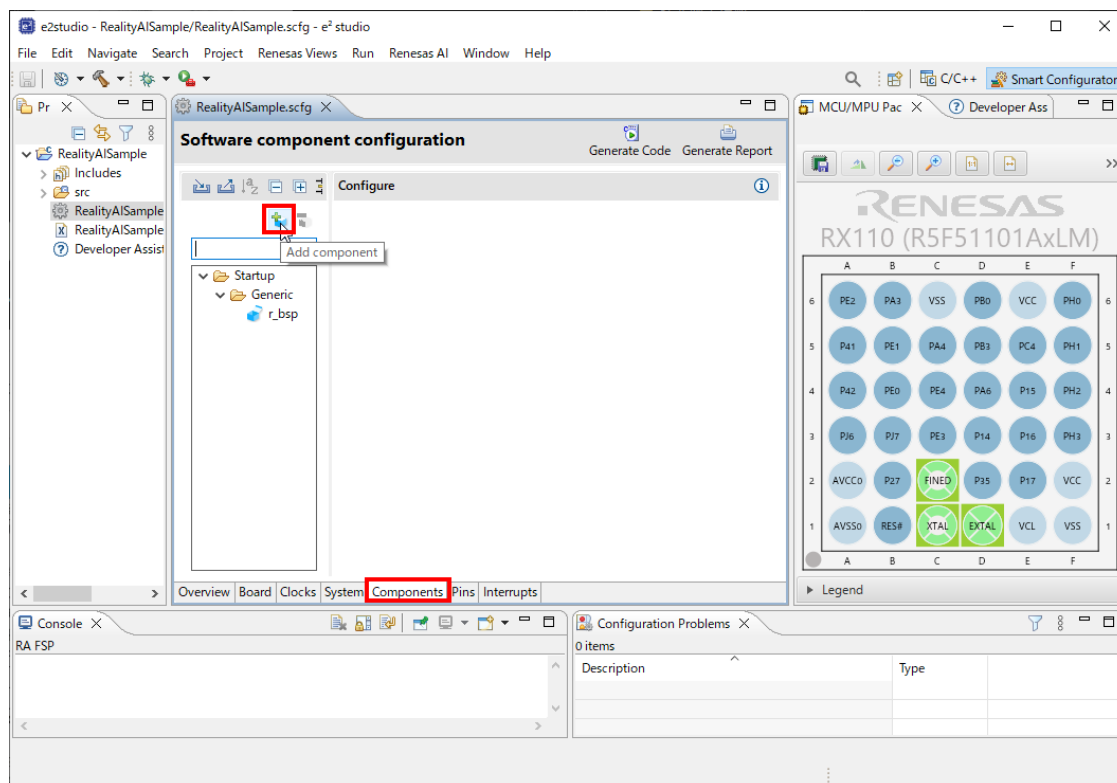 e2studio - RealityAISample/RealityAISample.scfg - e² studio
File Edit Navigate Search Project Renesas Views Run Renesas AI Window Help
C/C++ Smart Configurator
Pr
RealityAISample.scfg
MCU/MPU Pac
Developer Ass
Software component configuration
Generate Code Generate Report
RealityAISample
Includes
src
RealityAISample
RealityAISample
Developer Assist
Configure
Add component
Startup
Generic
r_bsp
RENESAS
RX110 (R5F51101AxLM)
A B C D E F
6 PE2 PA3 VSS PB0 VCC PH0 6
5 P41 PE1 PA4 PB3 PC4 PH1 5
4 P42 PE0 PE4 PA6 P15 PH2 4
3 PJ6 PJ7 PE3 P14 P16 PH3 3
2 AVCC0 P27 FINED P35 P17 VCC 2
1 AVSS0 RES# XTAL EXTAL VCL VSS 1
A B C D E F
Legend
Overview Board Clocks System Components Pins Interrupts
Console
RA FSP
Configuration Problems
0 items
Description Type